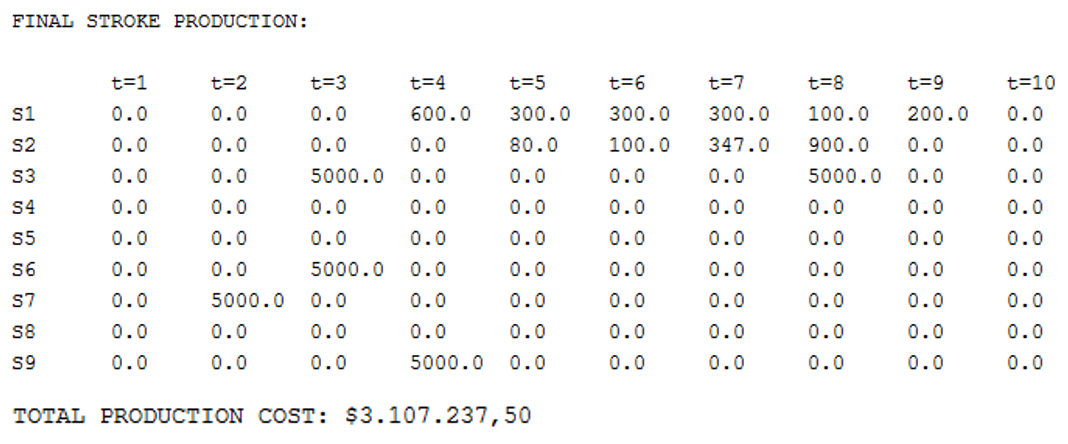 FINAL STROKE PRODUCTION:
t=1 t=2 t=3 t=4 t=5 t=6 t=7 t=8 t=9 t=10
S1 0.0 0.0 0.0 600.0 300.0 300.0 300.0 100.0 200.0 0.0
S2 0.0 0.0 0.0 0.0 80.0 100.0 347.0 900.0 0.0 0.0
S3 0.0 0.0 5000.0 0.0 0.0 0.0 0.0 5000.0 0.0 0.0
S4 0.0 0.0 0.0 0.0 0.0 0.0 0.0 0.0 0.0 0.0
S5 0.0 0.0 0.0 0.0 0.0 0.0 0.0 0.0 0.0 0.0
S6 0.0 0.0 5000.0 0.0 0.0 0.0 0.0 0.0 0.0 0.0
S7 0.0 5000.0 0.0 0.0 0.0 0.0 0.0 0.0 0.0 0.0
S8 0.0 0.0 0.0 0.0 0.0 0.0 0.0 0.0 0.0 0.0
S9 0.0 0.0 0.0 5000.0 0.0 0.0 0.0 0.0 0.0 0.0
TOTAL PRODUCTION COST: $3.107.237,50